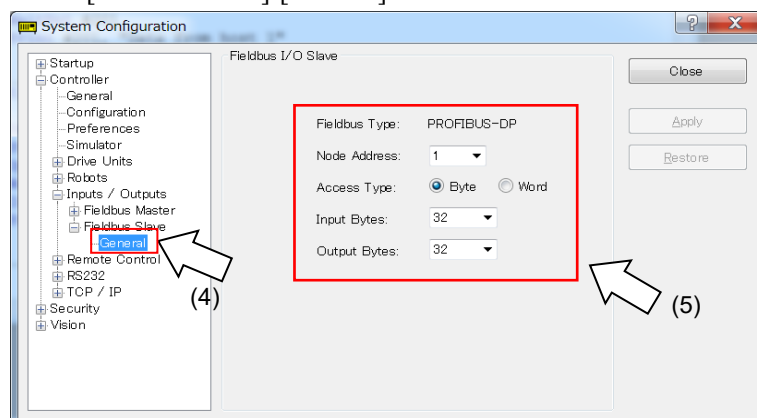 System Configuration
Startup
Controller
General
Configuration
Preferences
Simulator
Drive Units
Robots
Inputs / Outputs
Fieldbus Master
Fieldbus Slave
General
Remote Control
RS232
TCP / IP
Security
Vision
(4)
Fieldbus I/O Slave
Fieldbus Type: PROFIBUS-DP
Node Address: 1
Access Type: Byte Word
Input Bytes: 32
Output Bytes: 32
(5)
Close
Apply
Restore